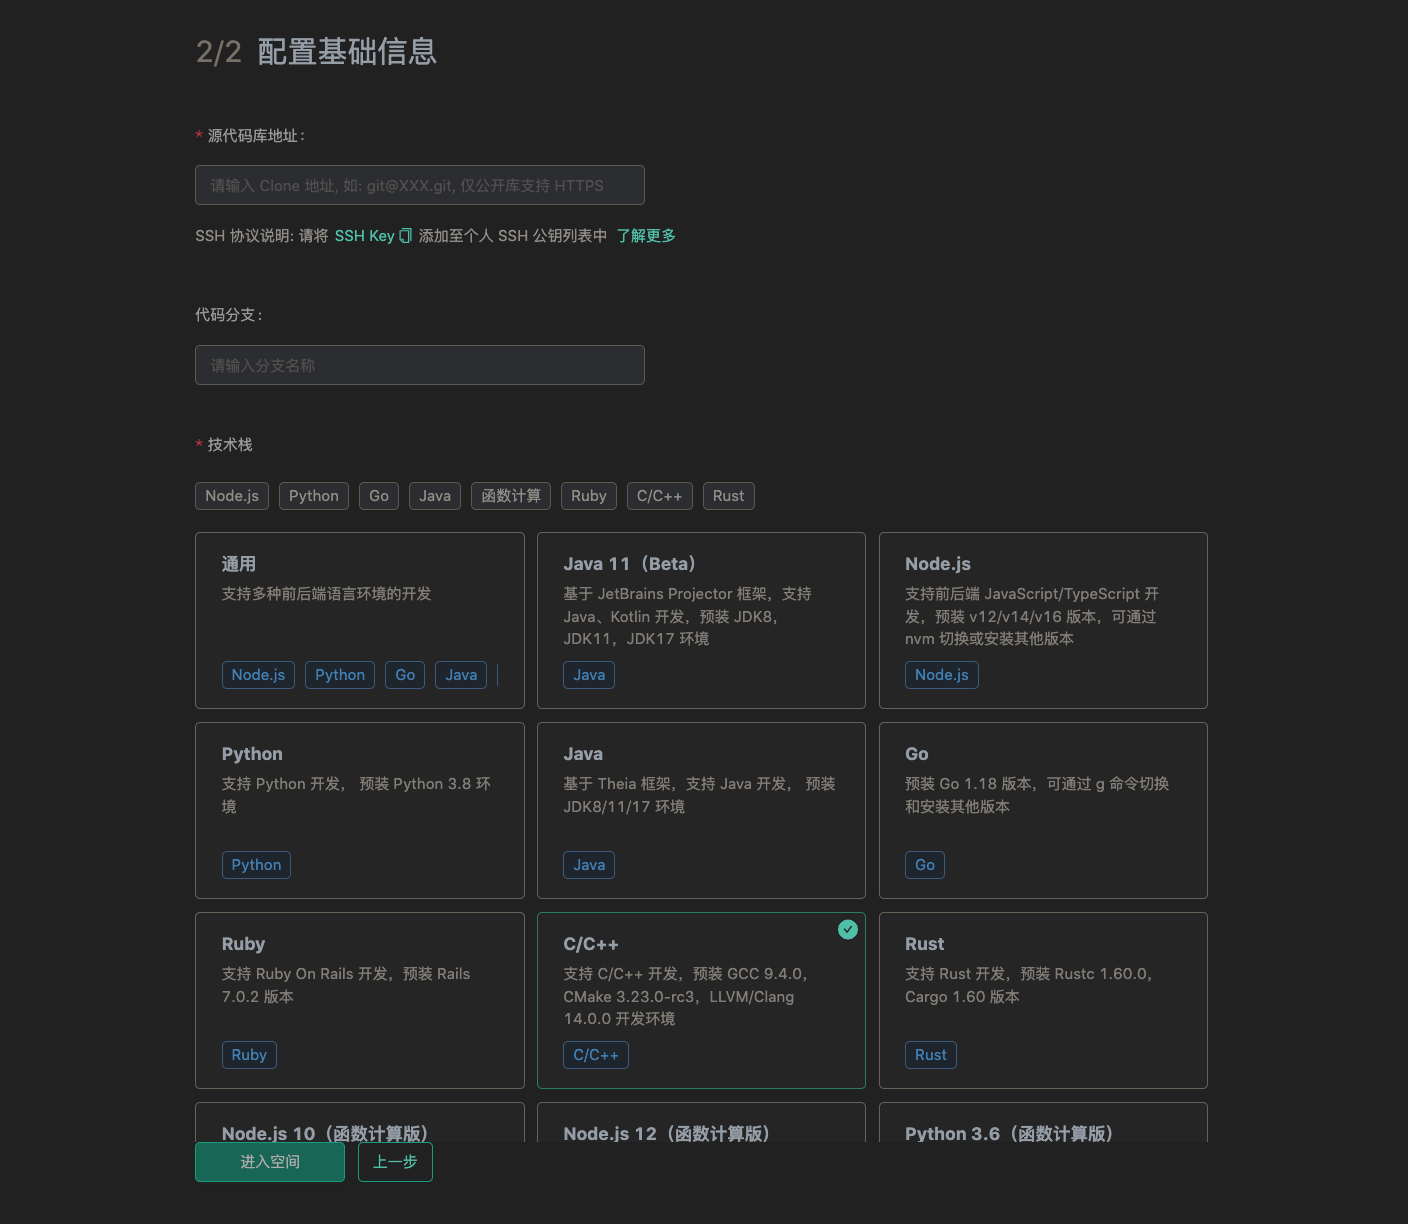 2/2 配置基础信息
* 源代码库地址:
请输入 Clone 地址, 如: git@XXX.git, 仅公开库支持 HTTPS
SSH 协议说明: 请将 SSH Key 添加至个人 SSH 公钥列表中 了解更多
代码分支:
请输入分支名称
* 技术栈
Node.js Python Go Java 函数计算 Ruby C/C++ Rust
通用
支持多种前后端语言环境的开发
Node.js Python Go Java
Java 11（Beta）
基于 JetBrains Projector 框架，支持
Java、Kotlin 开发，预装 JDK8，
JDK11，JDK17 环境
Java
Node.js
支持前后端 JavaScript/TypeScript 开
发，预装 v12/v14/v16 版本，可通过
nvm 切换或安装其他版本
Node.js
Python
支持 Python 开发， 预装 Python 3.8 环
境
Python
Java
基于 Theia 框架，支持 Java 开发， 预装
JDK8/11/17 环境
Java
Go
预装 Go 1.18 版本，可通过 g 命令切换
和安装其他版本
Go
Ruby
支持 Ruby On Rails 开发，预装 Rails
7.0.2 版本
Ruby
C/C++
支持 C/C++ 开发，预装 GCC 9.4.0，
CMake 3.23.0-rc3，LLVM/Clang
14.0.0 开发环境
C/C++
Rust
支持 Rust 开发，预装 Rustc 1.60.0，
Cargo 1.60 版本
Rust
Node.js 10（函数计算版）
Node.js 12（函数计算版）
Python 3.6（函数计算版）
进入空间 上一步